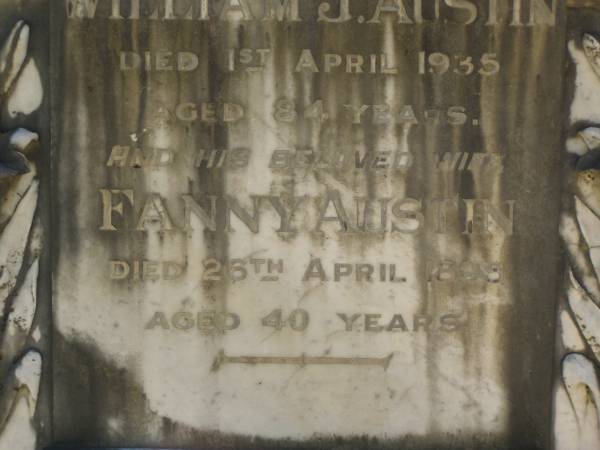 WILLIAM J. AUSTIN
DIED 1ST APRIL 1935
AGED 84 YEARS.
AND HIS BELOVED WIFE
FANNY AUSTIN
DIED 26TH APRIL
AGED 40 YEARS